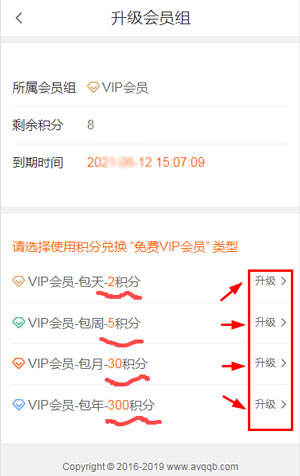 升级会员组
所属会员组 VIP会员
剩余积分 8
到期时间 20 -12 15:07:09
请选择使用积分兑换 “免费VIP会员” 类型
VIP会员-包天-2积分 升级
VIP会员-包周-5积分 升级
VIP会员-包月-30积分 升级
VIP会员-包年-300积分 升级
Copyright © 2016-2019 www.avqqb.com